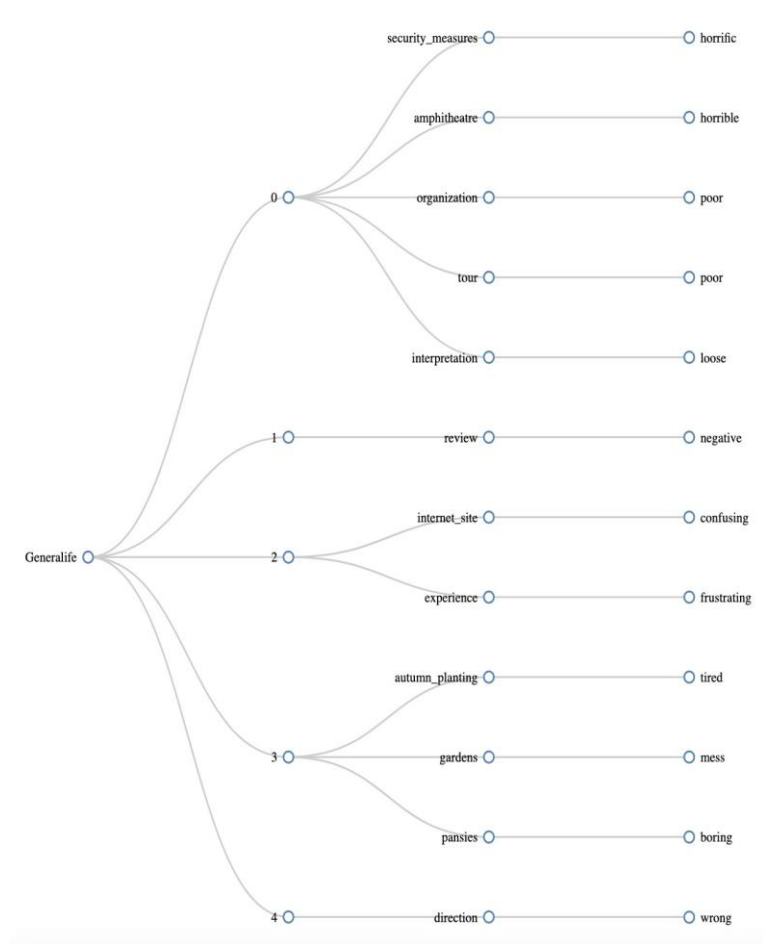 security_measures horrific
amphitheatre horrible
0 organization poor
tour poor
interpretation loose
1 review negative
internet_site confusing
Generalife 2
experience frustrating
autumn_planting tired
3 gardens mess
pansies boring
4 direction wrong